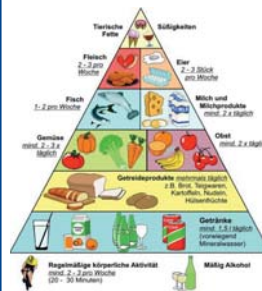 Tierische Fette
Süßigkeiten
Fleisch
2 - 3 pro Woche
Eier
2 - 3 Stück pro Woche
Fisch
1- 2 pro Woche
Milch und Milchprodukte
mind. 2 x täglich
Gemüse
mind. 2 - 3 x täglich
Obst
mind. 2 x täglich
Getreideprodukte mehrmals täglich
z.B. Brot, Teigwaren,
Kartoffeln, Nudeln,
Hülsenfrüchte
Getränke
mind. 1,5 l täglich
(vorwiegend
Mineralwasser)
Regelmäßige körperliche Aktivität
mind. 2 - 3 pro Woche
(20 - 30 Minuten)
Mäßig Alkohol